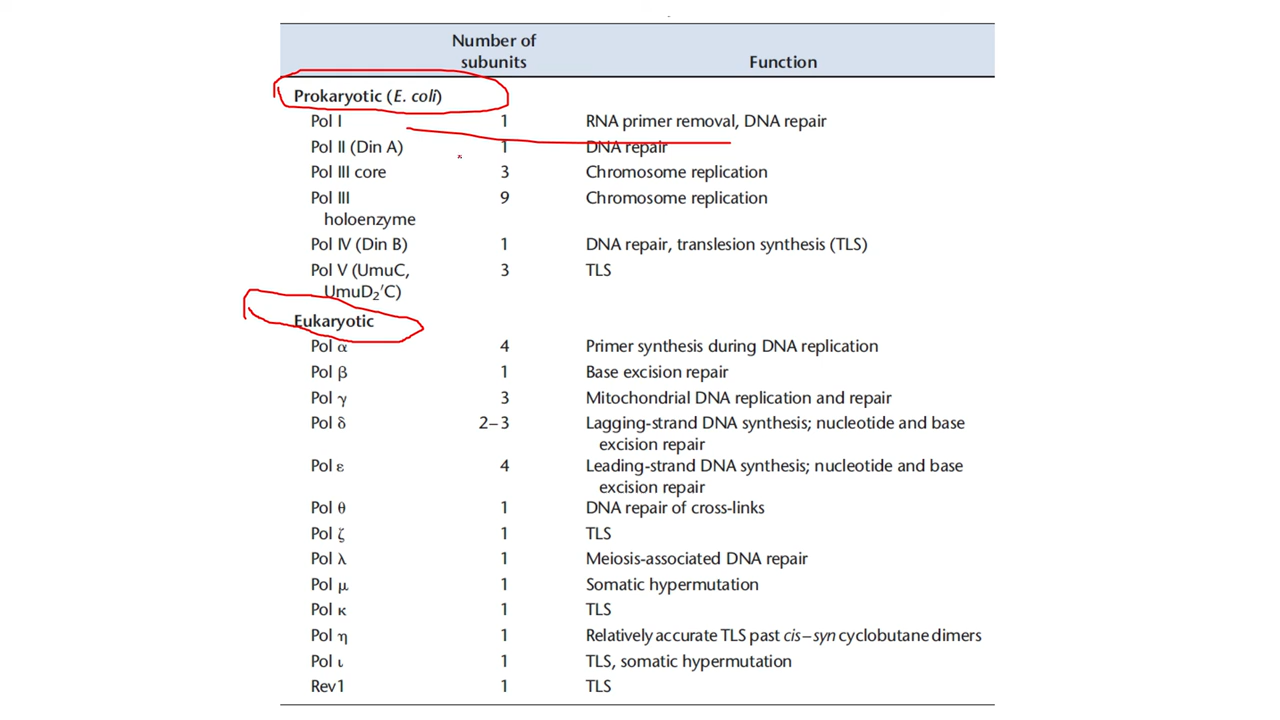 Number of
subunits Function
Prokaryotic (E. coli)
Pol I 1 RNA primer removal, DNA repair
Pol II (Din A) 1 DNA repair
Pol III core 3 Chromosome replication
Pol III 9 Chromosome replication
holoenzyme
Pol IV (Din B) 1 DNA repair, translesion synthesis (TLS)
Pol V (UmuC, 3 TLS
UmuD₂′C)
Eukaryotic
Pol α 4 Primer synthesis during DNA replication
Pol β 1 Base excision repair
Pol γ 3 Mitochondrial DNA replication and repair
Pol δ 2–3 Lagging-strand DNA synthesis; nucleotide and base
excision repair
Pol ε 4 Leading-strand DNA synthesis; nucleotide and base
excision repair
Pol θ 1 DNA repair of cross-links
Pol ζ 1 TLS
Pol λ 1 Meiosis-associated DNA repair
Pol μ 1 Somatic hypermutation
Pol κ 1 TLS
Pol η 1 Relatively accurate TLS past cis–syn cyclobutane dimers
Pol ι 1 TLS, somatic hypermutation
Rev1 1 TLS